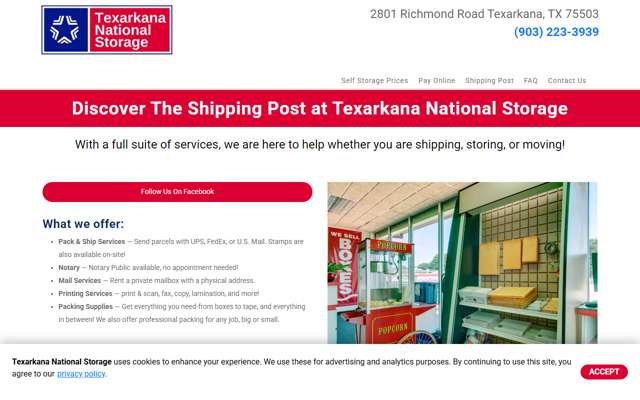 Texarkana
National
Storage
2801 Richmond Road Texarkana, TX 75503
(903) 223-3939
Self Storage Prices Pay Online Shipping Post FAQ Contact Us
Discover The Shipping Post at Texarkana National Storage
With a full suite of services, we are here to help whether you are shipping, storing, or moving!
Follow Us On Facebook
What we offer:
Pack & Ship Services — Send parcels with UPS, FedEx, or U.S. Mail. Stamps are
also available on-site!
Notary — Notary Public available, no appointment needed!
Mail Services — Rent a private mailbox with a physical address.
Printing Services — print & scan, fax, copy, lamination, and more!
Packing Supplies — Get everything you need from boxes to tape, and everything
in between! We also offer professional packing for any job, big or small.
WE SELL
BOXES
POPCORN
POPCORN
Texarkana National Storage uses cookies to enhance your experience. We use these for advertising and analytics purposes. By continuing to use this site, you
agree to our privacy policy.
ACCEPT